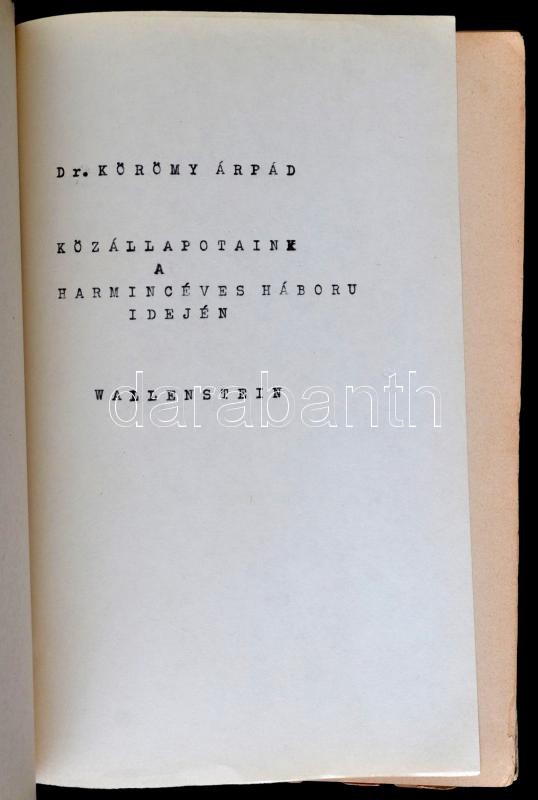 Dr. KÖRÖMY ÁRPÁD
KÖZÁLLAPOTAINK
A
HARMINCÉVES HÁBORU
IDEJÉN
WALLENSTEIN
darabanth